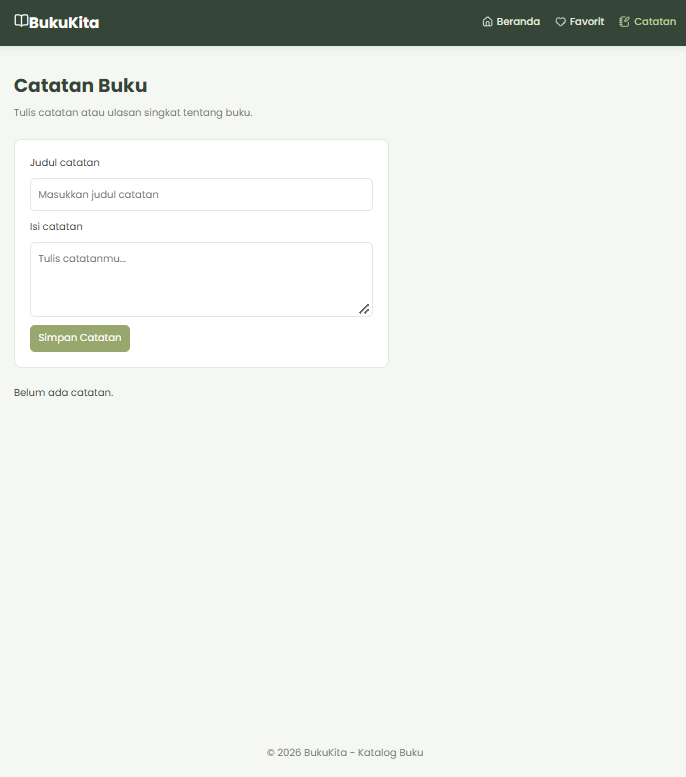 BukuKita
Beranda Favorit Catatan
Catatan Buku
Tulis catatan atau ulasan singkat tentang buku.
Judul catatan
Masukkan judul catatan
Isi catatan
Tulis catatanmu...
Simpan Catatan
Belum ada catatan.
© 2026 BukuKita - Katalog Buku